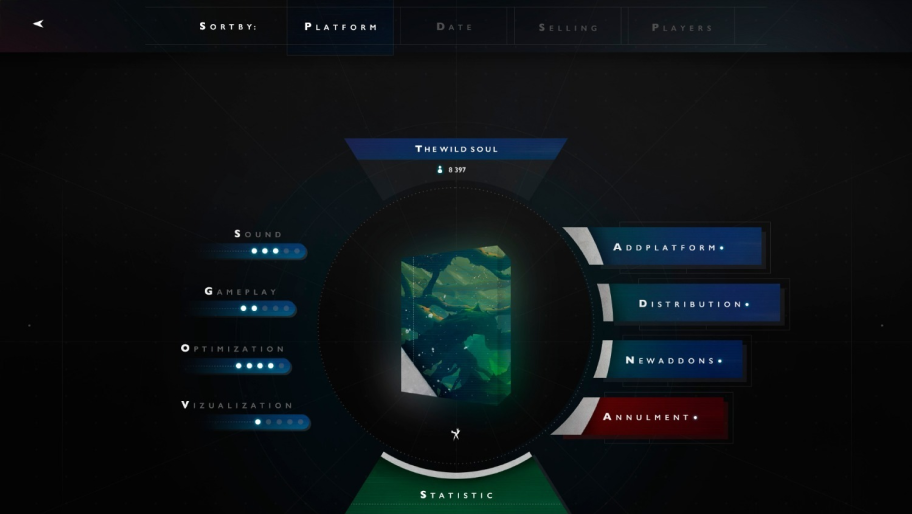 SORTBY: PLATFORM DATE SELLING PLAYERS
THEWILDSOUL
8 397
SOUND
GAMEPLAY
OPTIMIZATION
VIZUALIZATION
ADDPLATFORM
DISTRIBUTION
NEWADDONS
ANNULMENT
STATISTIC